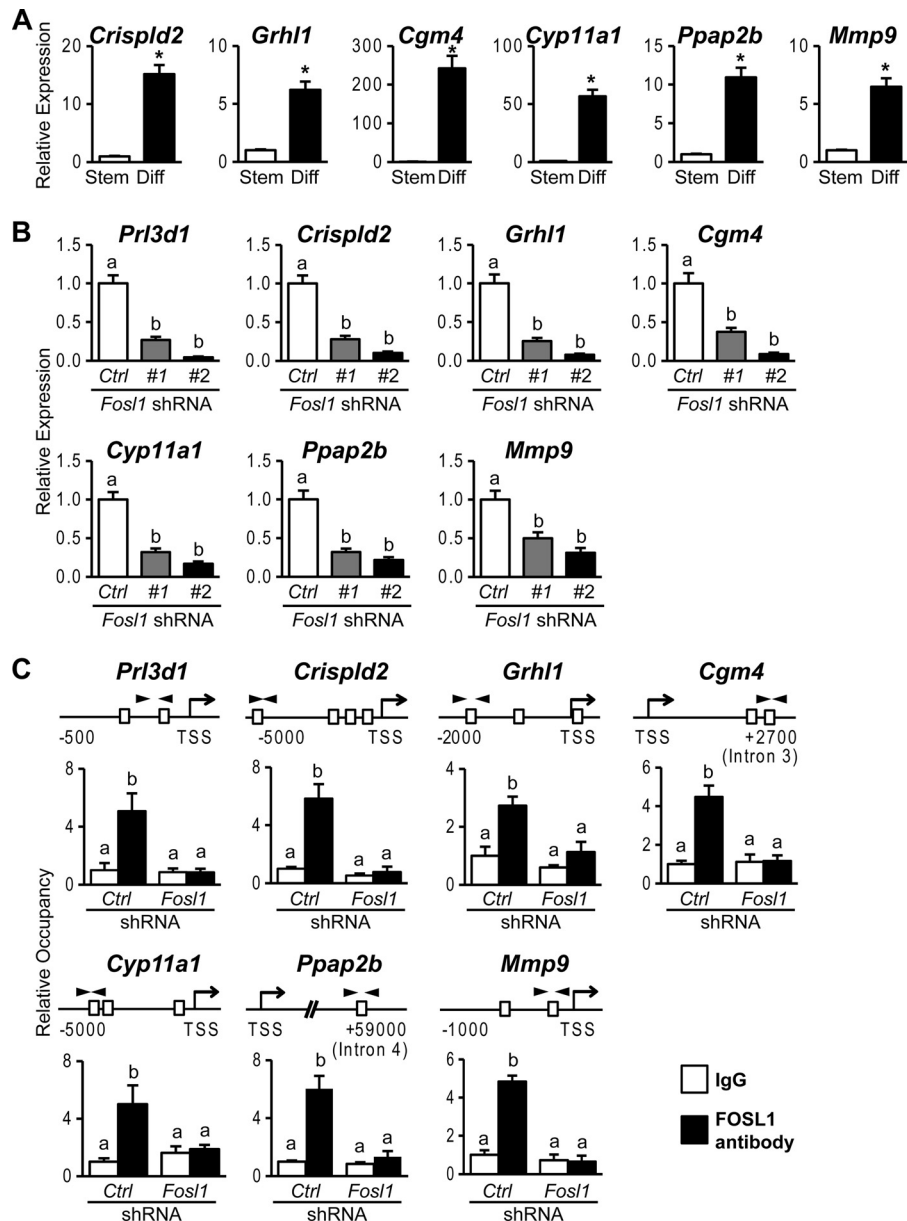 A
Crispld2 Grhl1 Cgm4 Cyp11a1 Ppap2b Mmp9
Relative Expression
20 10 300 100 15 10
15
* * * * * *
10 5 200 50 10 5
5 100 5
0 0 0 0 0 0
Stem Diff Stem Diff Stem Diff Stem Diff Stem Diff Stem Diff
B
Relative Expression
Prl3d1 Crispld2 Grhl1 Cgm4
1.5 1.5 1.5 1.5
a a a a
1.0 1.0 1.0 1.0
0.5 b b 0.5 b b 0.5 b b 0.5 b b
0.0 0.0 0.0 0.0
Ctrl #1 #2 Ctrl #1 #2 Ctrl #1 #2 Ctrl #1 #2
Fosl1 shRNA Fosl1 shRNA Fosl1 shRNA Fosl1 shRNA
Cyp11a1 Ppap2b Mmp9
1.5 1.5 1.5
a a a
1.0 1.0 1.0
0.5 b b 0.5 b b 0.5 b b
0.0 0.0 0.0
Ctrl #1 #2 Ctrl #1 #2 Ctrl #1 #2
Fosl1 shRNA Fosl1 shRNA Fosl1 shRNA
C
Relative Occupancy
Prl3d1 Crispld2 Grhl1 Cgm4
-500 TSS -5000 TSS -2000 TSS TSS +2700
(Intron 3)
8 8 4 6
b b b b
4 4 2 4
2
a a a a a a a a a a a a
0 0 0 0
Ctrl Fosl1 Ctrl Fosl1 Ctrl Fosl1 Ctrl Fosl1
shRNA shRNA shRNA shRNA
Cyp11a1 Ppap2b Mmp9
-5000 TSS TSS +59000 -1000 TSS
(Intron 4)
8 8 6
b b b
4 4 4
2
a a a a a a a a a
0 0 0
Ctrl Fosl1 Ctrl Fosl1 Ctrl Fosl1
shRNA shRNA shRNA
IgG
FOSL1
antibody